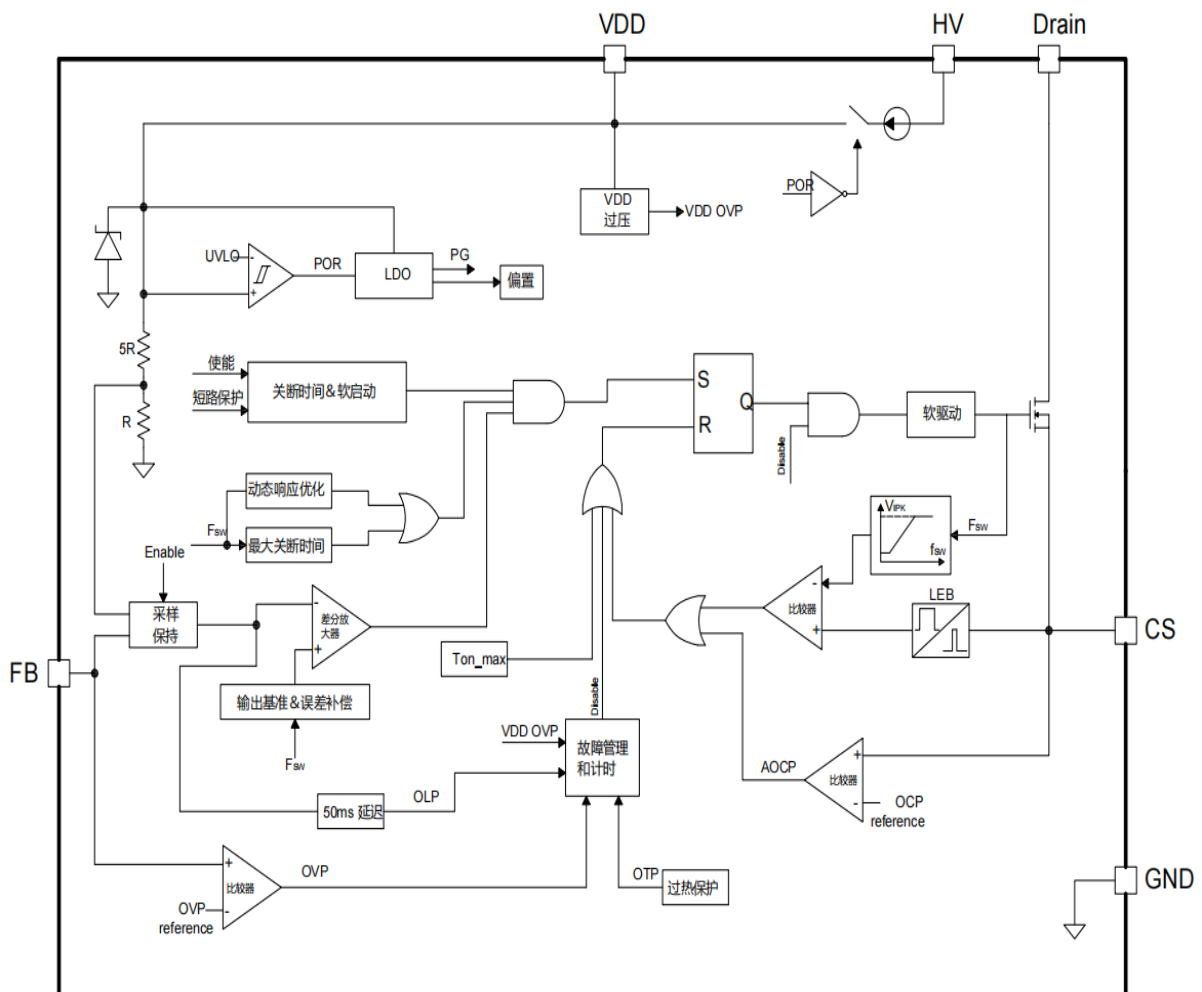 VDD
HV
Drain
POR
VDD
过压
VDD OVP
UVLO
-
+
POR
LDO
PG
偏置
5R
R
使能
短路保护
关断时间&软启动
S
R
Q
Disable
软驱动
动态响应优化
Fsw
最大关断时间
VIPK
fsw
Fsw
Enable
采样
保持
-
+
差分放
大器
-
+
比较器
LEB
CS
FB
Ton_max
输出基准&误差补偿
Fsw
Disable
VDD OVP
故障管理
和计时
AOCP
+
-
比较器
OCP
reference
50ms 延迟
OLP
+
-
比较器
OVP
OVP
reference
OTP
过热保护
GND